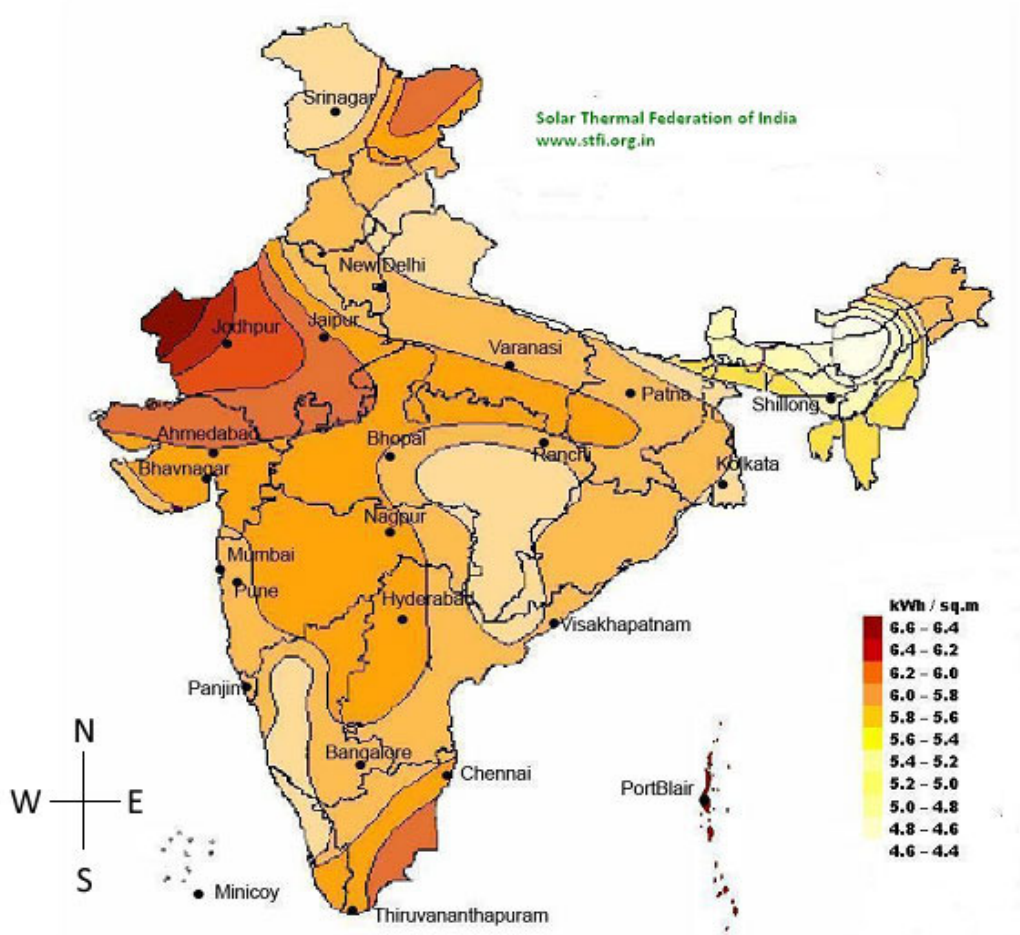 Srinagar
Solar Thermal Federation of India
www.stfi.org.in
New Delhi
Jodhpur
Jaipur
Varanasi
Patna
Shillong
Ahmedabad
Bhopal
Ranchi
Bhavnagar
Kolkata
Nagpur
Mumbai
Pune
Hyderabad
Visakhapatnam
Panjim
Bangalore
Chennai
PortBlair
Minicoy
Thiruvananthapuram
N
W
E
S
kWh / sq.m
6.6 – 6.4
6.4 – 6.2
6.2 – 6.0
6.0 – 5.8
5.8 – 5.6
5.6 – 5.4
5.4 – 5.2
5.2 – 5.0
5.0 – 4.8
4.8 – 4.6
4.6 – 4.4